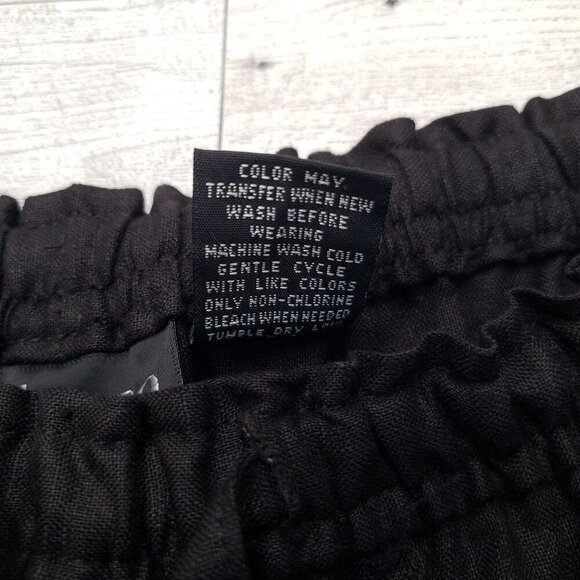 COLOR MAY
TRANSFER WHEN NEW
WASH BEFORE
WEARING
MACHINE WASH COLD
GENTLE CYCLE
WITH LIKE COLORS
ONLY NON-CHLORINE
BLEACH WHEN NEEDED
TUMBLE DRY LOW